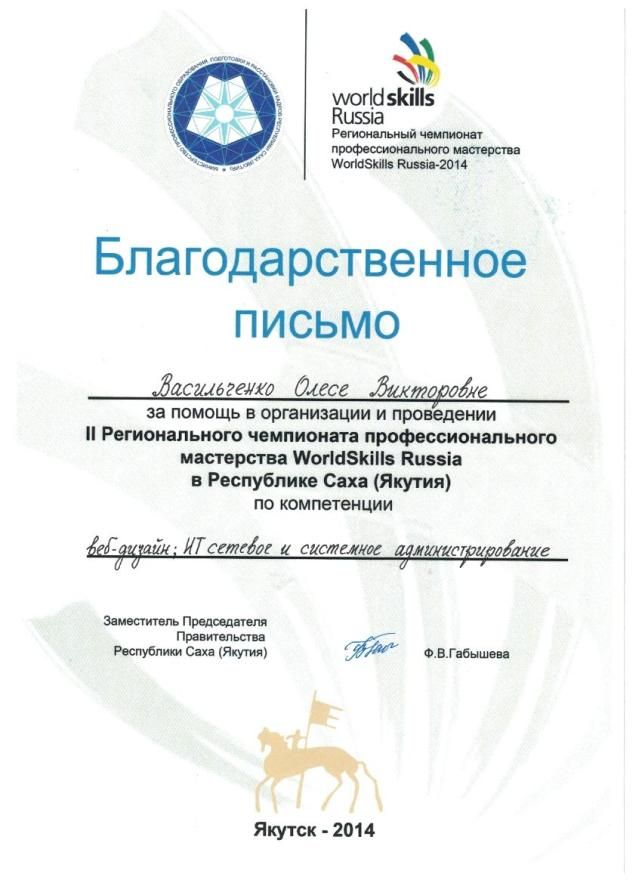 МИНИСТЕРСТВО ПРОФЕССИОНАЛЬНОГО ОБРАЗОВАНИЯ, ПОДГОТОВКИ И РАССТАНОВКИ КАДРОВ РЕСПУБЛИКИ САХА (ЯКУТИЯ)
world skills
Russia
Региональный чемпионат
профессионального мастерства
WorldSkills Russia-2014
Благодарственное
письмо
Васильченко Олесе Викторовне
за помощь в организации и проведении
II Регионального чемпионата профессионального
мастерства WorldSkills Russia
в Республике Саха (Якутия)
по компетенции
веб-дизайн; ИТ сетевое и системное администрирование
Заместитель Председателя
Правительства
Республики Саха (Якутия)
Ф.В.Габышева
Якутск - 2014